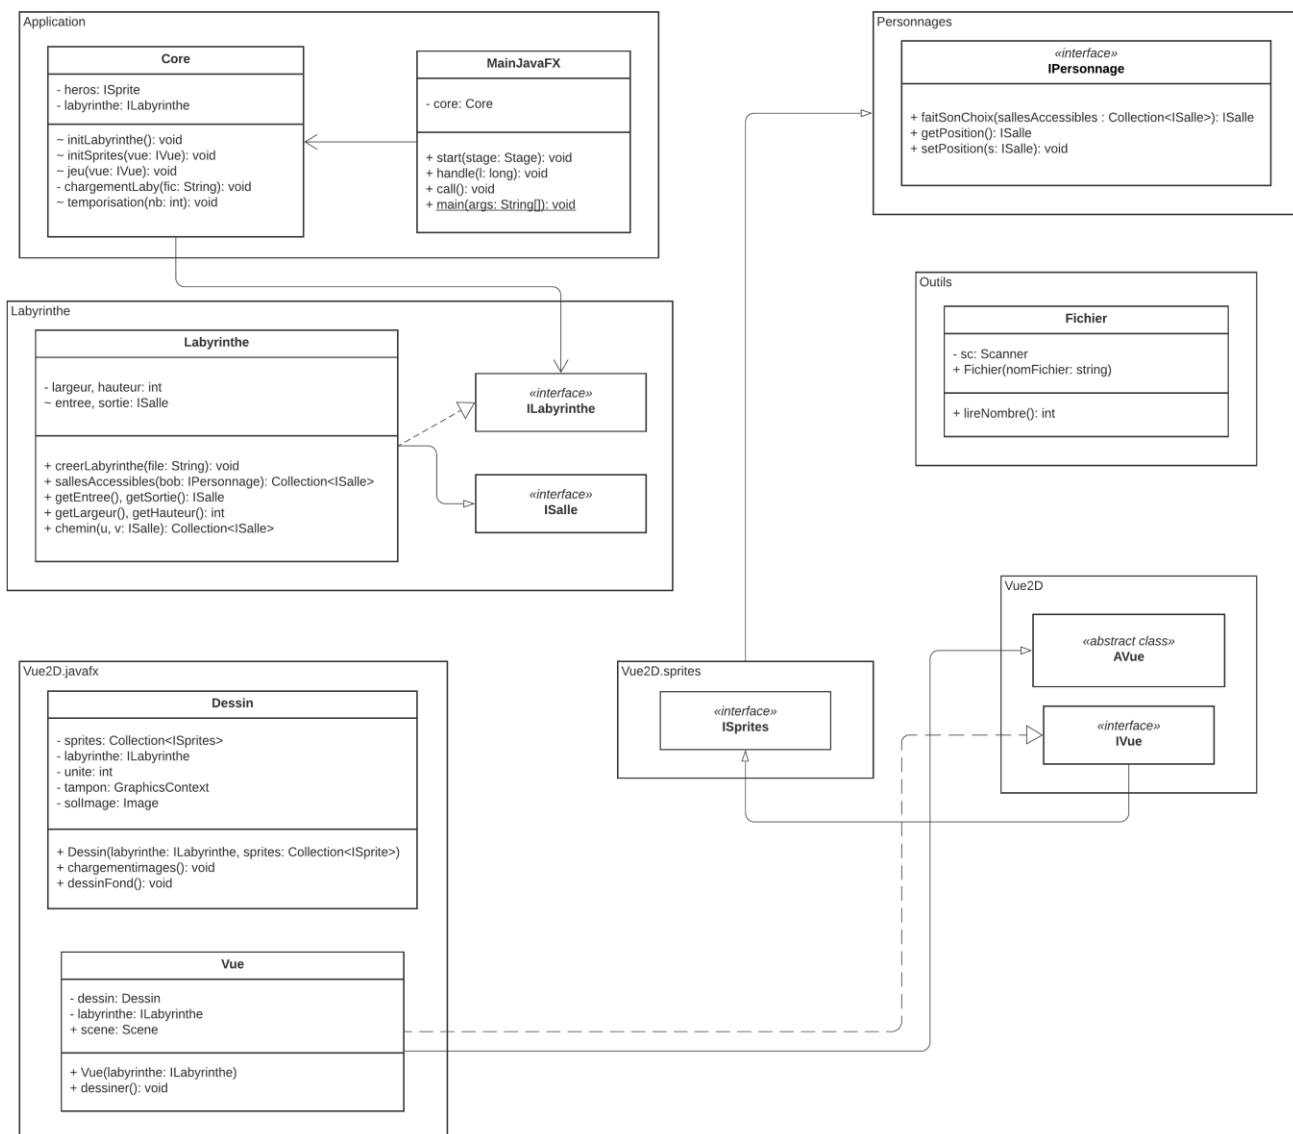 Application
Core
- heros: ISprite
- labyrinthe: ILabyrinthe
~ initLabyrinthe(): void
~ initSprites(vue: IVue): void
~ jeu(vue: IVue): void
- chargementLaby(fic: String): void
~ temporisation(nb: int): void
MainJavaFX
- core: Core
+ start(stage: Stage): void
+ handle(l: long): void
+ call(): void
+ main(args: String[]): void
Personnages
«interface»
IPersonnage
+ faitSonChoix(sallesAccessibles : Collection<ISalle>): ISalle
+ getPosition(): ISalle
+ setPosition(s: ISalle): void
Outils
Fichier
- sc: Scanner
+ Fichier(nomFichier: string)
+ lireNombre(): int
Labyrinthe
Labyrinthe
- largeur, hauteur: int
~ entree, sortie: ISalle
+ creerLabyrinthe(file: String): void
+ sallesAccessibles(bob: IPersonnage): Collection<ISalle>
+ getEntree(), getSortie(): ISalle
+ getLargeur(), getHauteur(): int
+ chemin(u, v: ISalle): Collection<ISalle>
«interface»
ILabyrinthe
«interface»
ISalle
Vue2D
«abstract class»
AVue
«interface»
IVue
Vue2D.sprites
«interface»
ISprites
Vue2D.javafx
Dessin
- sprites: Collection<ISprites>
- labyrinthe: ILabyrinthe
- unite: int
- tampon: GraphicsContext
- solImage: Image
+ Dessin(labyrinthe: ILabyrinthe, sprites: Collection<ISprite>)
+ chargementimages(): void
+ dessinFond(): void
Vue
- dessin: Dessin
- labyrinthe: ILabyrinthe
+ scene: Scene
+ Vue(labyrinthe: ILabyrinthe)
+ dessiner(): void